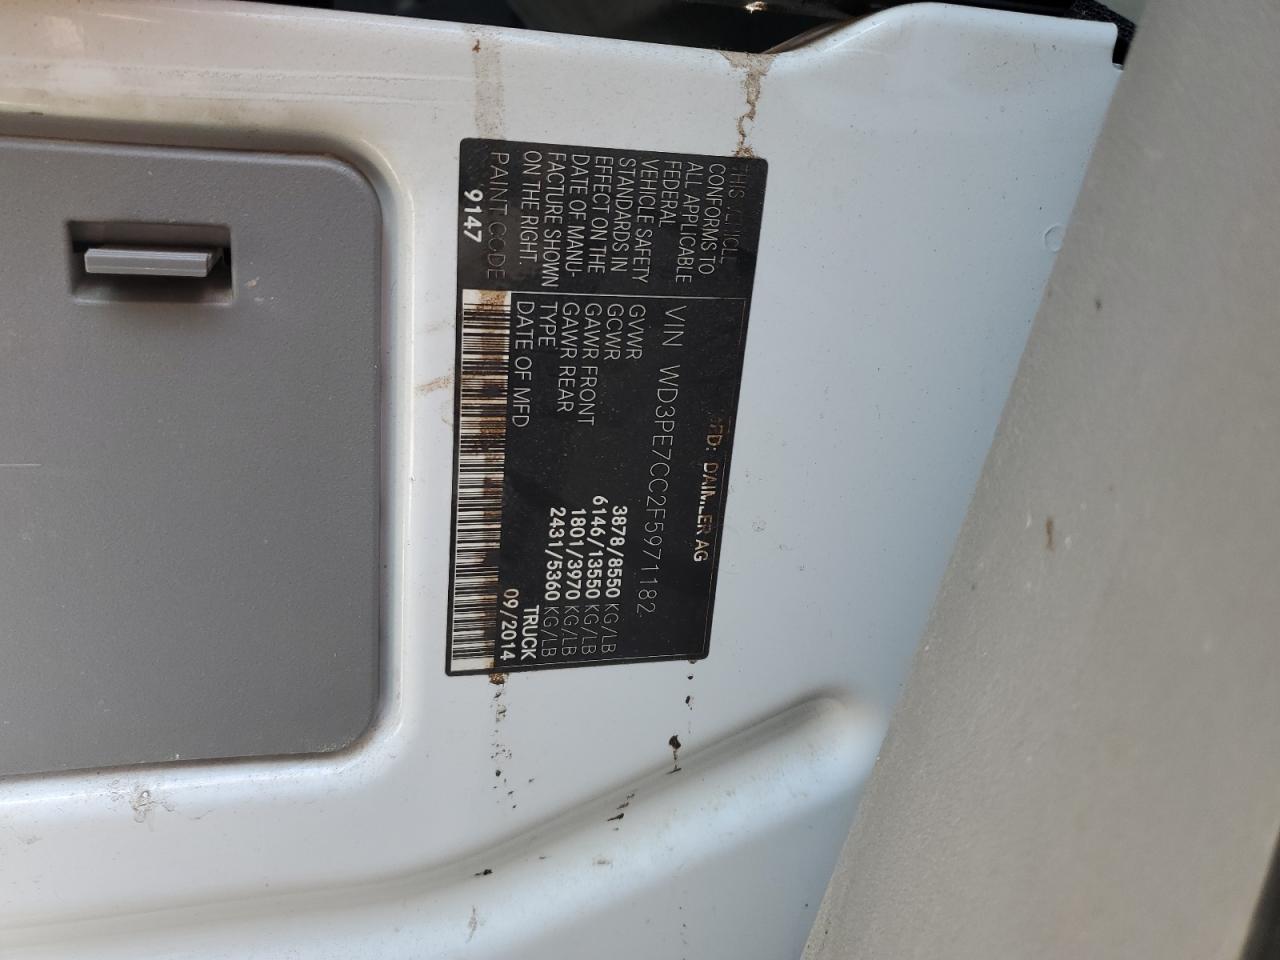 MFD: DAIMLER AG
THIS VEHICLE
CONFORMS TO
ALL APPLICABLE
FEDERAL
VEHICLE SAFETY
STANDARDS IN
EFFECT ON THE
DATE OF MANU-
FACTURE SHOWN
ON THE RIGHT.
PAINT CODE
9147
VIN WD3PE7CC2F5971182
GVWR 3878/8550 KG/LB
GCWR 6146/13550 KG/LB
GAWR FRONT 1801/3970 KG/LB
GAWR REAR 2431/5360 KG/LB
TYPE TRUCK
DATE OF MFD 09/2014